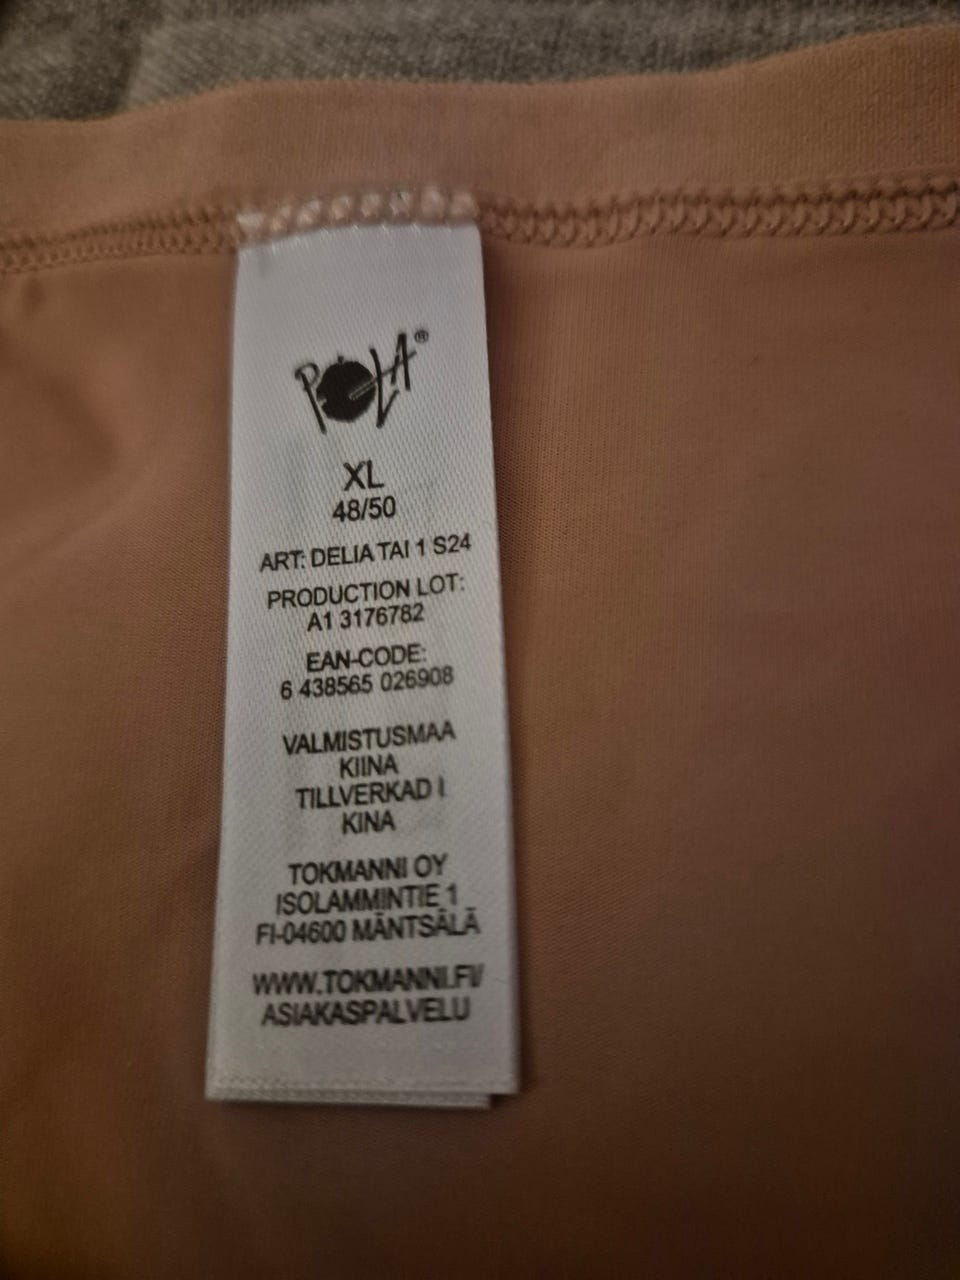 POLA®
XL
48/50
ART: DELIA TAI 1 S24
PRODUCTION LOT:
A1 3176782
EAN-CODE:
6 438565 026908
VALMISTUSMAA
KIINA
TILLVERKAD I
KINA
TOKMANNI OY
ISOLAMMINTIE 1
FI-04600 MÄNTSÄLÄ
WWW.TOKMANNI.FI/
ASIAKASPALVELU